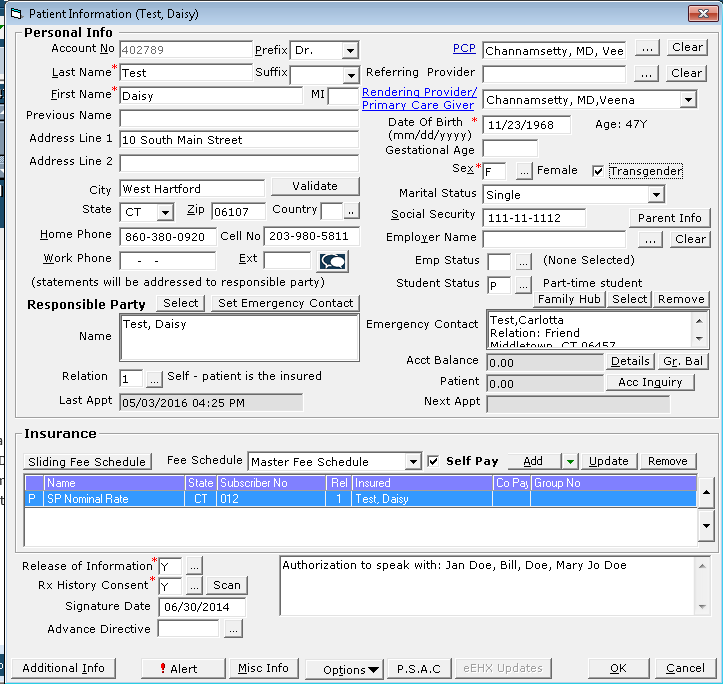 Patient Information (Test, Daisy)
Personal Info
Account No 402789 Prefix Dr.
Last Name* Test Suffix
First Name* Daisy MI
Previous Name
Address Line 1 10 South Main Street
Address Line 2
City West Hartford Validate
State CT Zip 06107 Country ..
Home Phone 860-380-0920 Cell No 203-980-5811
Work Phone - - Ext
(statements will be addressed to responsible party)
Responsible Party Select Set Emergency Contact
Name Test, Daisy
Relation 1 ... Self - patient is the insured
Last Appt 05/03/2016 04:25 PM
PCP Channamsetty, MD, Vee ... Clear
Referring Provider ... Clear
Rendering Provider/
Primary Care Giver Channamsetty, MD,Veena
Date Of Birth * 11/23/1968 Age: 47Y
(mm/dd/yyyy)
Gestational Age
Sex* F ... Female Transgender
Marital Status Single
Social Security 111-11-1112 Parent Info
Employer Name ... Clear
Emp Status ... (None Selected)
Student Status P ... Part-time student
Family Hub Select Remove
Emergency Contact Test,Carlotta
Relation: Friend
Middletown, CT 06457
Acct Balance 0.00 Details Gr. Bal
Patient 0.00 Acc Inquiry
Next Appt
Insurance
Sliding Fee Schedule Fee Schedule Master Fee Schedule Self Pay Add Update Remove
Name State Subscriber No Rel Insured Co Pay Group No
P SP Nominal Rate CT 012 1 Test, Daisy
Release of Information* Y ...
Rx History Consent* Y ... Scan
Signature Date 06/30/2014
Advance Directive ...
Authorization to speak with: Jan Doe, Bill, Doe, Mary Jo Doe
Additional Info ! Alert Misc Info Options P.S.A.C eEHX Updates OK Cancel